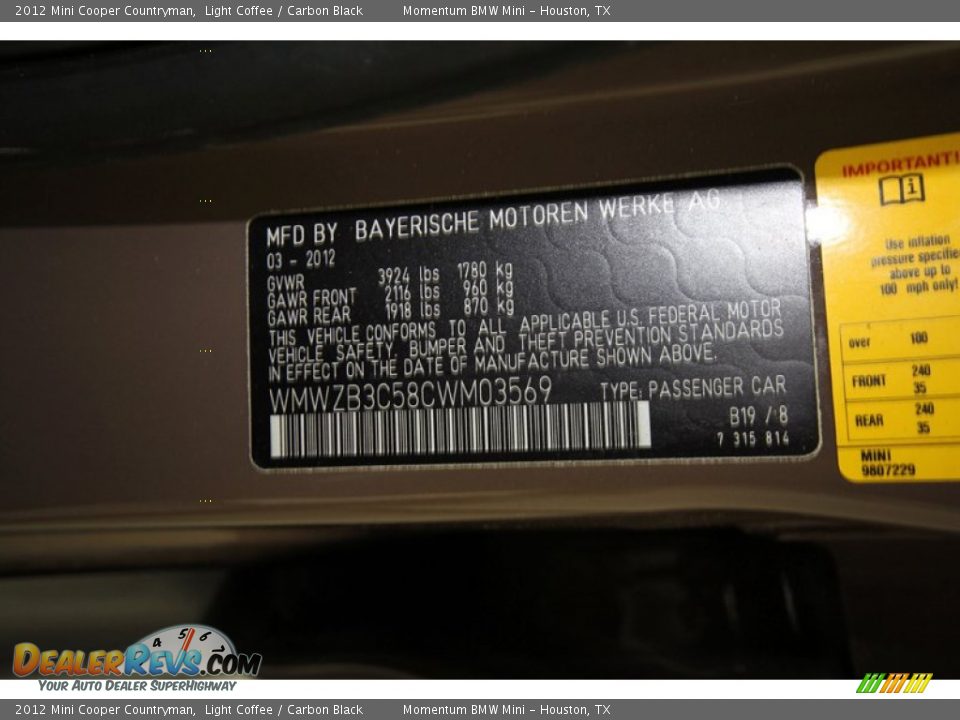 2012 Mini Cooper Countryman, Light Coffee / Carbon Black Momentum BMW Mini - Houston, TX
MFD BY BAYERISCHE MOTOREN WERKE AG
03 - 2012
GVWR 3924 lbs 1780 kg
GAWR FRONT 2116 lbs 960 kg
GAWR REAR 1918 lbs 870 kg
THIS VEHICLE CONFORMS TO ALL APPLICABLE U.S. FEDERAL MOTOR
VEHICLE SAFETY, BUMPER AND THEFT PREVENTION STANDARDS
IN EFFECT ON THE DATE OF MANUFACTURE SHOWN ABOVE.
WMWZB3C58CWM03569 TYPE: PASSENGER CAR
B19 / 8
7 315 814
IMPORTANT!
i
Use inflation
pressure specifie
above up to
100 mph only!
over 100
FRONT 240
35
REAR 240
35
MINI
9807229
4 5 6
DEALERREVS.COM
YOUR AUTO DEALER SUPERHIGHWAY
2012 Mini Cooper Countryman, Light Coffee / Carbon Black Momentum BMW Mini - Houston, TX